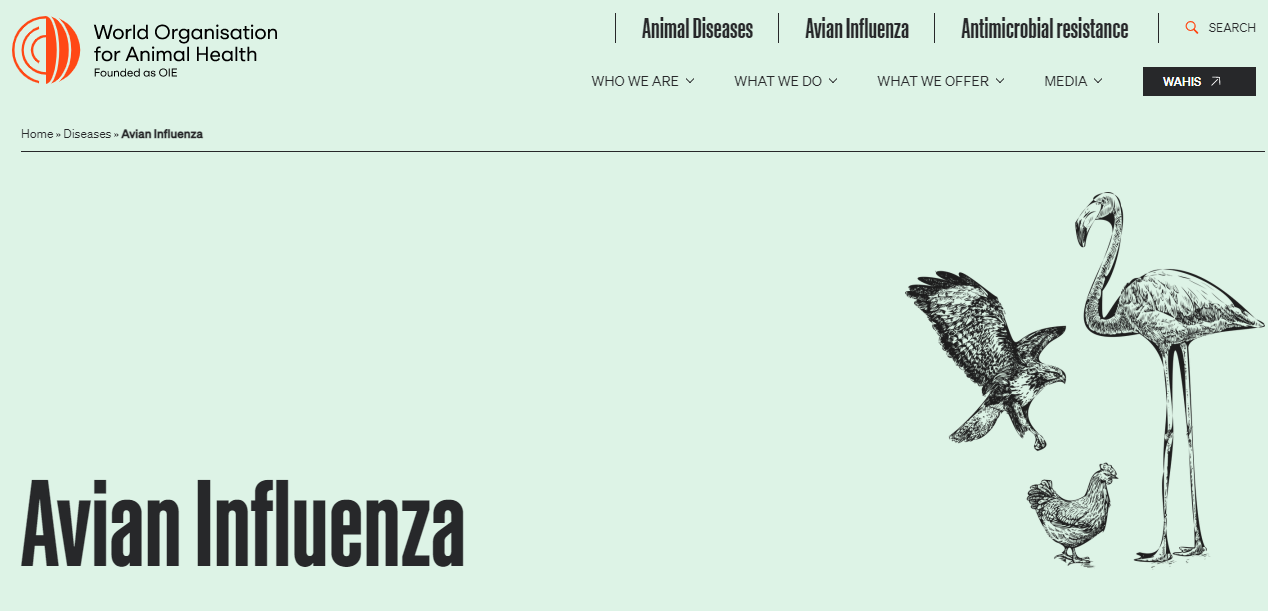 World Organisation
for Animal Health
Founded as OIE
Animal Diseases
Avian Influenza
Antimicrobial resistance
SEARCH
WHO WE ARE
WHAT WE DO
WHAT WE OFFER
MEDIA
WAHIS
Home » Diseases » Avian Influenza
Avian Influenza